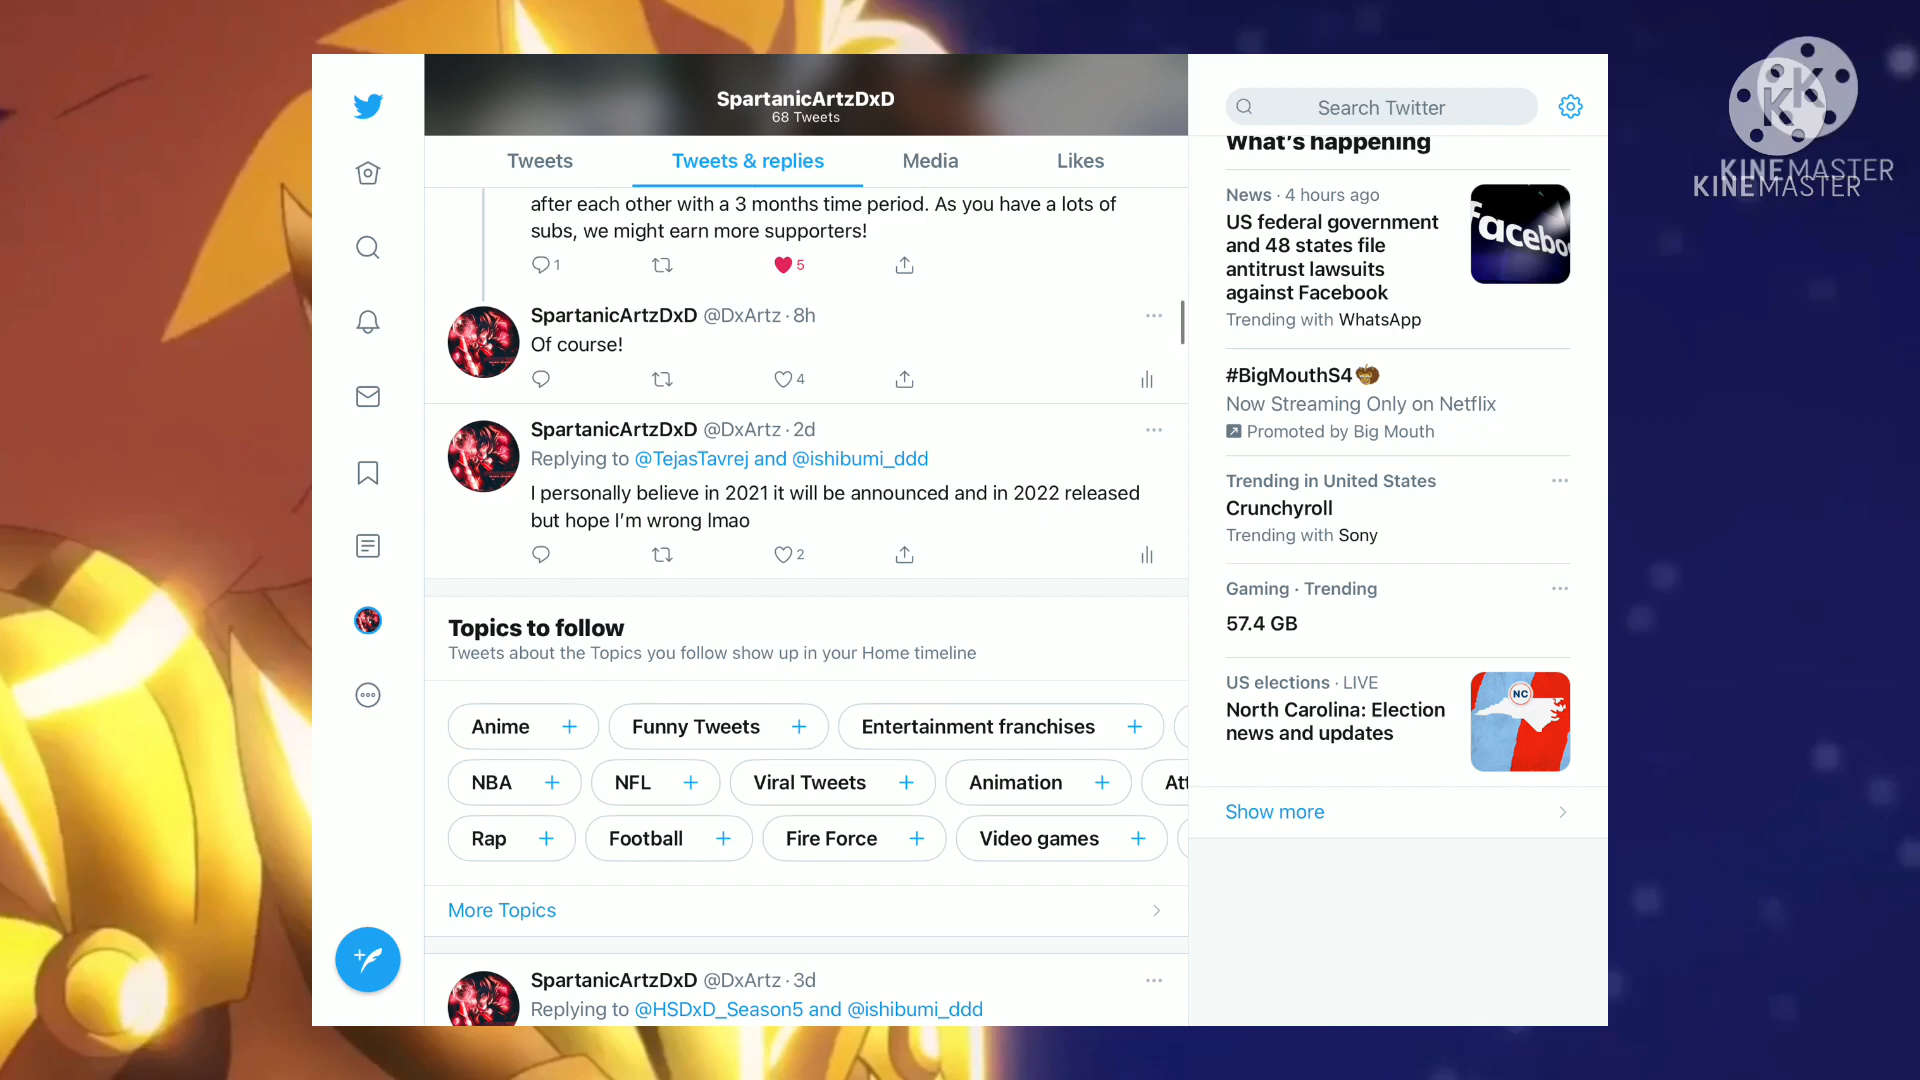 SpartanicArtzDxD
68 Tweets
Tweets
Tweets & replies
Media
Likes
after each other with a 3 months time period. As you have a lots of
subs, we might earn more supporters!
1
5
SpartanicArtzDxD @DxArtz · 8h
Of course!
4
SpartanicArtzDxD @DxArtz · 2d
Replying to @TejasTavrej and @ishibumi_ddd
I personally believe in 2021 it will be announced and in 2022 released
but hope I'm wrong lmao
2
Topics to follow
Tweets about the Topics you follow show up in your Home timeline
Anime
Funny Tweets
Entertainment franchises
NBA
NFL
Viral Tweets
Animation
Att
Rap
Football
Fire Force
Video games
More Topics
SpartanicArtzDxD @DxArtz · 3d
Replying to @HSDxD_Season5 and @ishibumi_ddd
Search Twitter
What's happening
News · 4 hours ago
US federal government
and 48 states file
antitrust lawsuits
against Facebook
Trending with WhatsApp
facebo
#BigMouthS4
Now Streaming Only on Netflix
Promoted by Big Mouth
Trending in United States
Crunchyroll
Trending with Sony
Gaming · Trending
57.4 GB
US elections · LIVE
North Carolina: Election
news and updates
NC
Show more
K
K
KINEMASTER
KINEMASTER